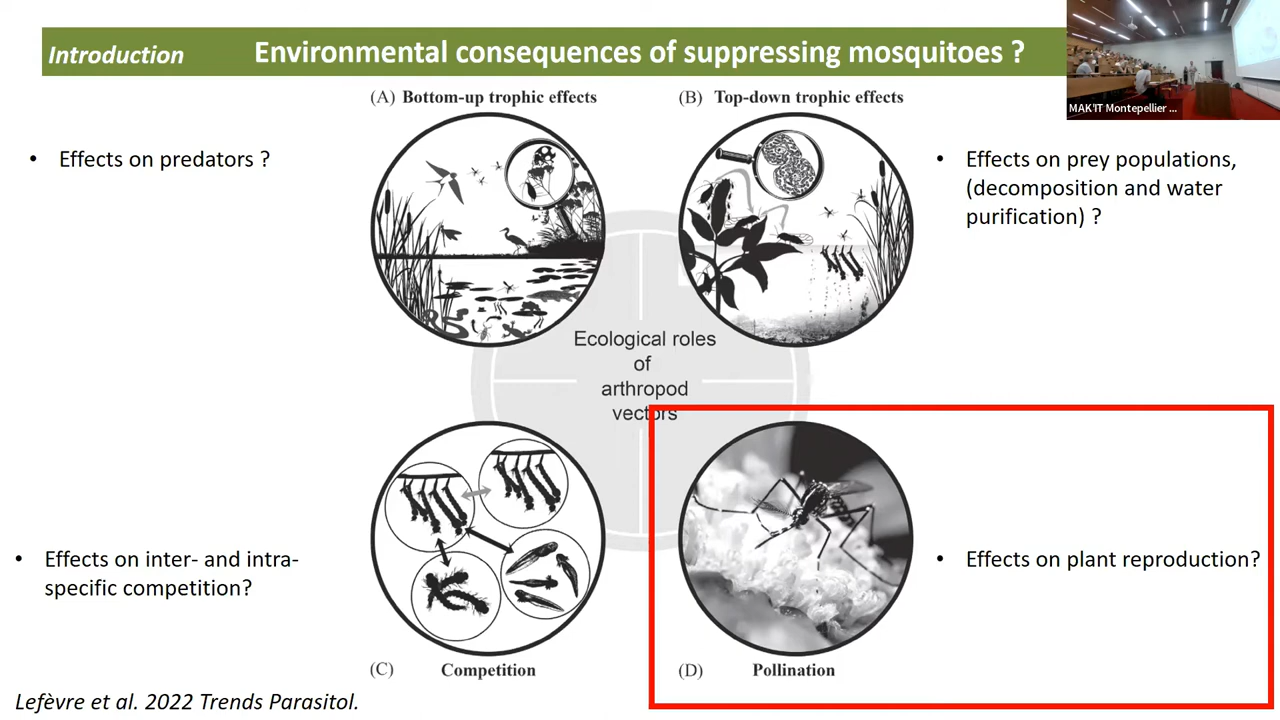 Introduction
Environmental consequences of suppressing mosquitoes ?
MAK'IT Montepellier ...
(A) Bottom-up trophic effects
(B) Top-down trophic effects
• Effects on predators ?
• Effects on prey populations,
(decomposition and water
purification) ?
Ecological roles
of
arthropod
vectors
• Effects on inter- and intra-
specific competition?
• Effects on plant reproduction?
(C) Competition
(D) Pollination
Lefèvre et al. 2022 Trends Parasitol.